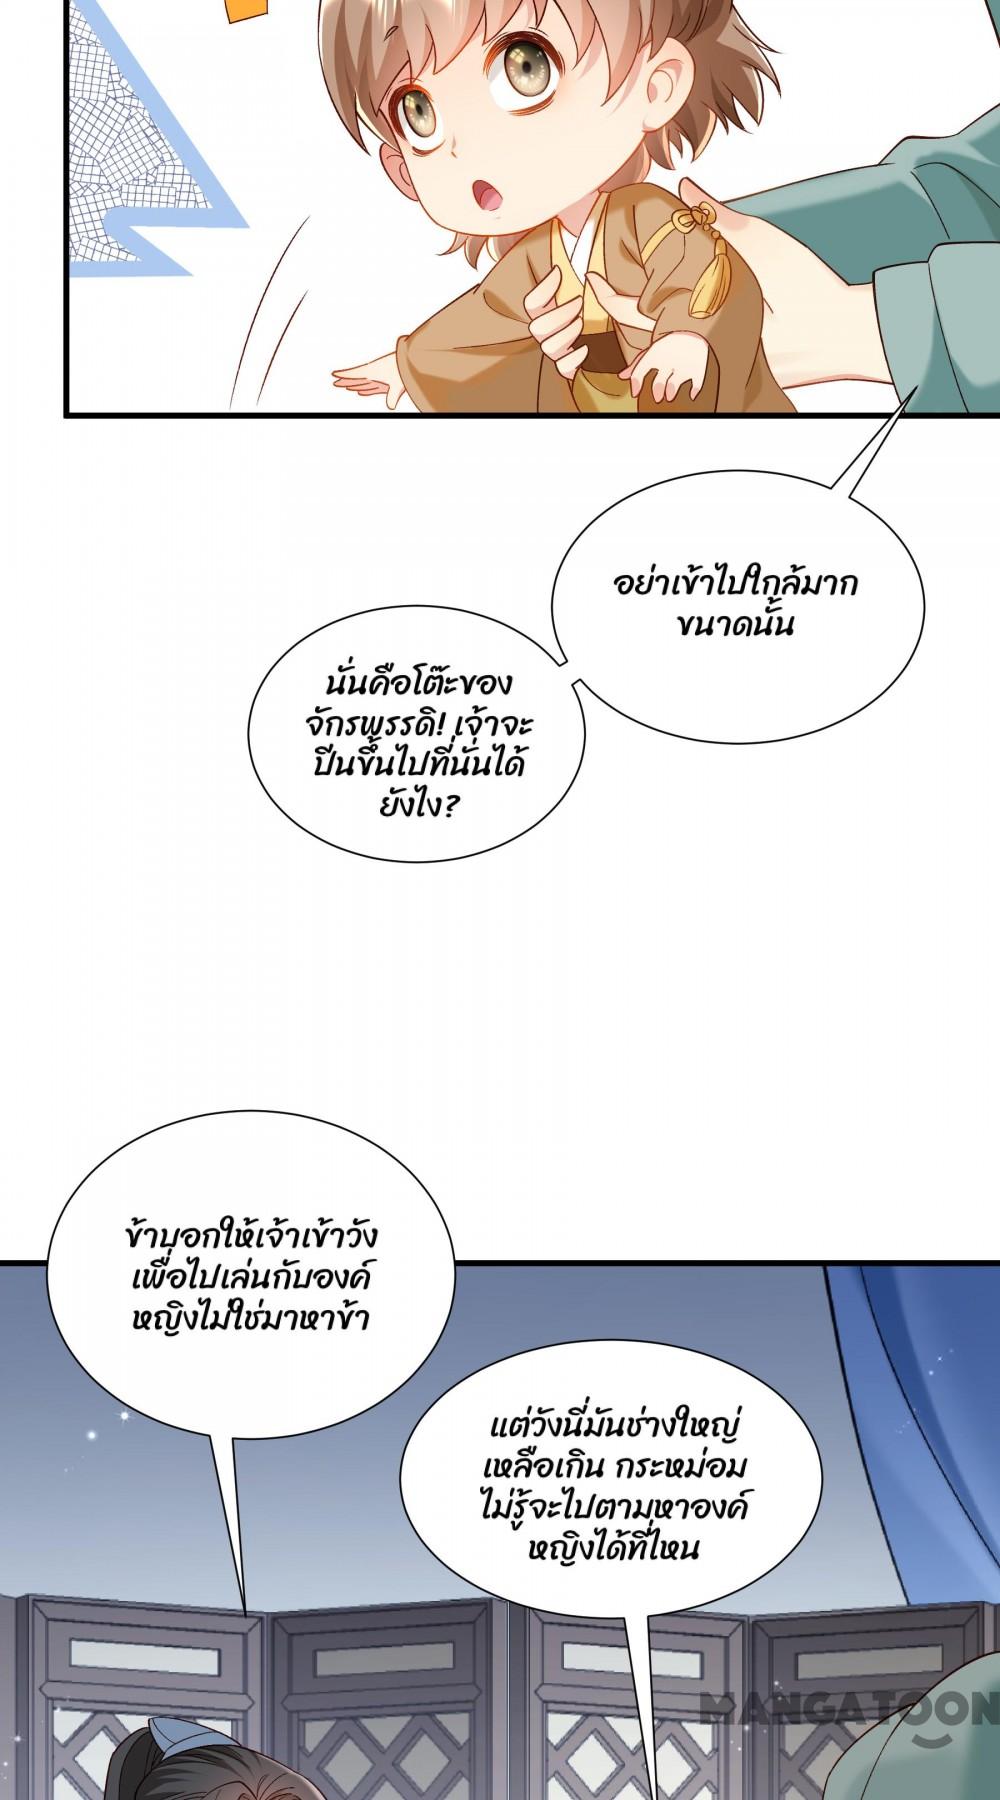 อย่าเข้าไปใกล้มาก
ขนาดนั้น
นั่นคือโต๊ะของ
จักรพรรดิ! เจ้าจะ
ปีนขึ้นไปที่นั่นได้
ยังไง?
ข้าบอกให้เจ้าเข้าวัง
เพื่อไปเล่นกับองค์
หญิงไม่ใช่มาหาข้า
แต่วังนี่มันช่างใหญ่
เหลือเกิน กระหม่อม
ไม่รู้จะไปตามหาองค์
หญิงได้ที่ไหน
MANGATOON